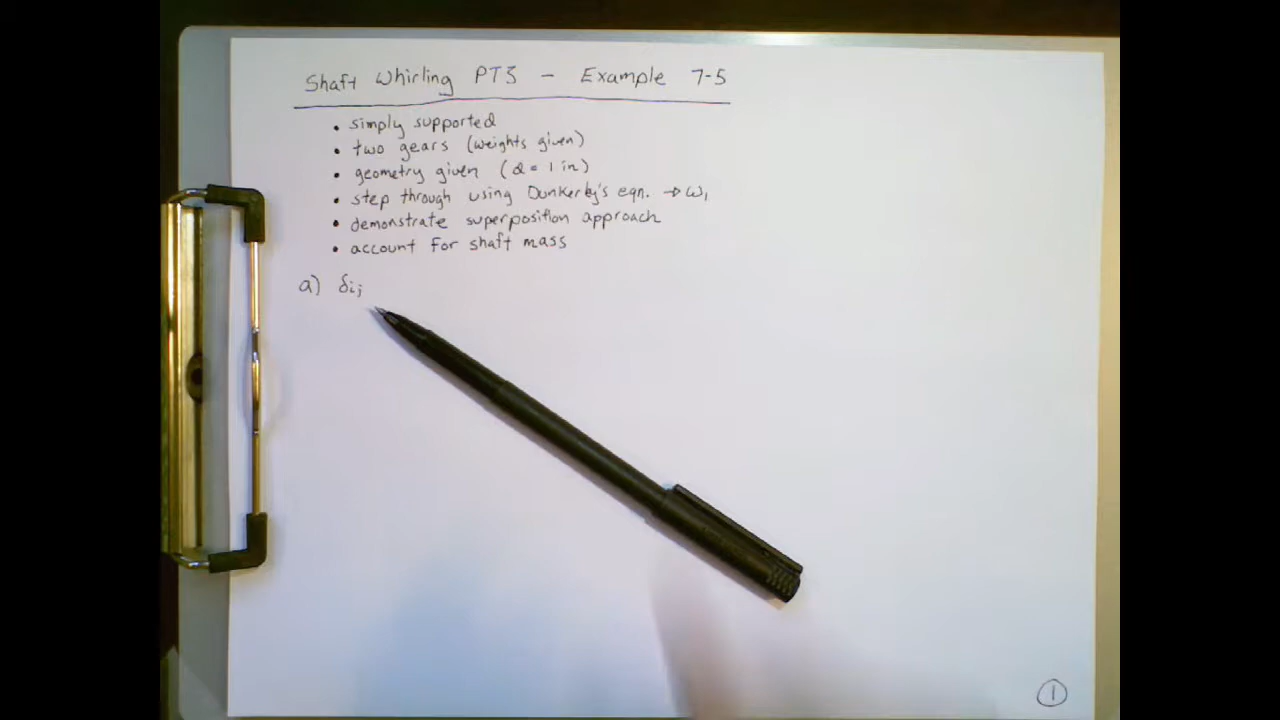 Shaft Whirling PT3 - Example 7-5
• simply supported
• two gears (weights given)
• geometry given (d = 1 in)
• step through using Dunkerly's eqn. → ω₁
• demonstrate superposition approach
• account for shaft mass
a) δij
1